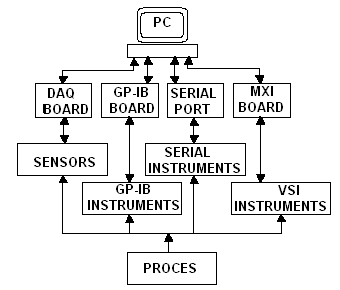 PC
DAQ
BOARD
GP-IB
BOARD
SERIAL
PORT
MXI
BOARD
SENSORS
SERIAL
INSTRUMENTS
GP-IB
INSTRUMENTS
VSI
INSTRUMENTS
PROCES